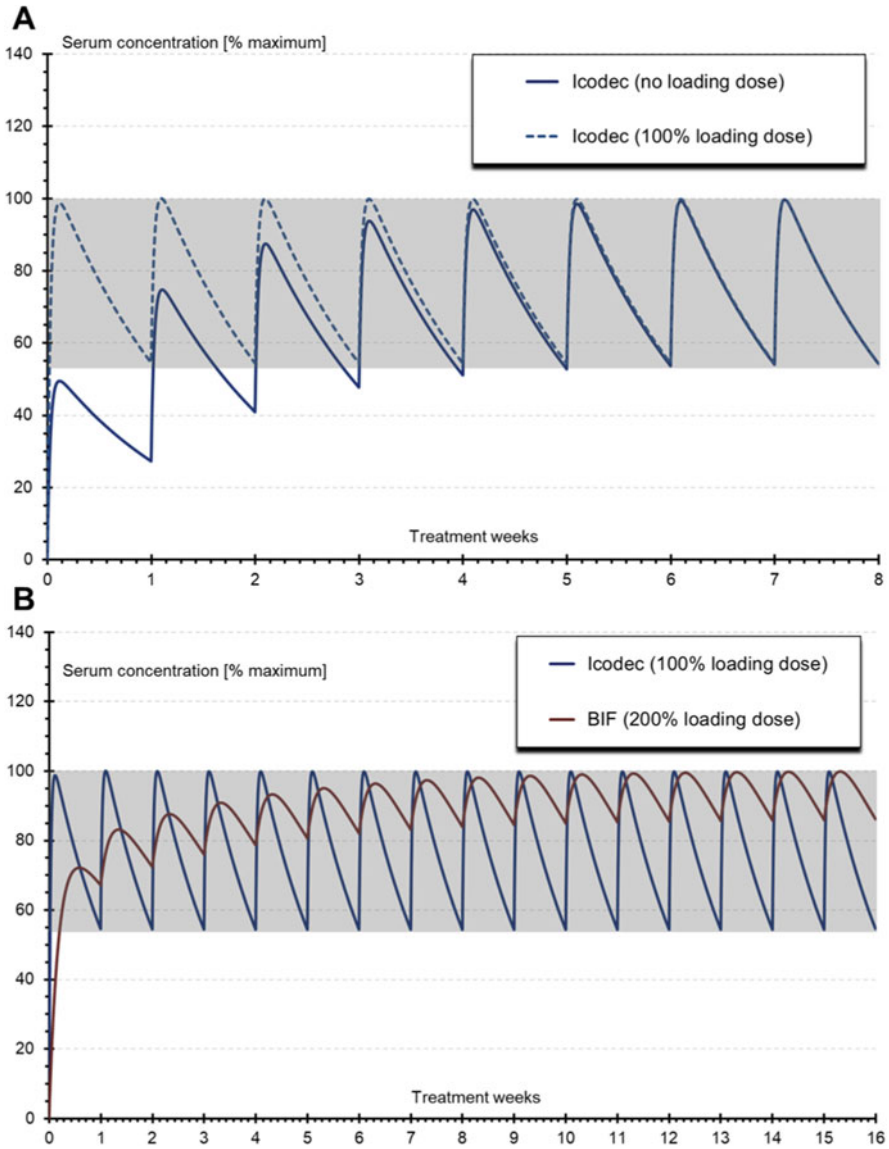 A
Serum concentration [% maximum]
140
Icodec (no loading dose)
120
Icodec (100% loading dose)
100
80
60
40
20
Treatment weeks
0
0 1 2 3 4 5 6 7 8
B
140
Icodec (100% loading dose)
Serum concentration [% maximum]
120
BIF (200% loading dose)
100
80
60
40
20
Treatment weeks
0
0 1 2 3 4 5 6 7 8 9 10 11 12 13 14 15 16